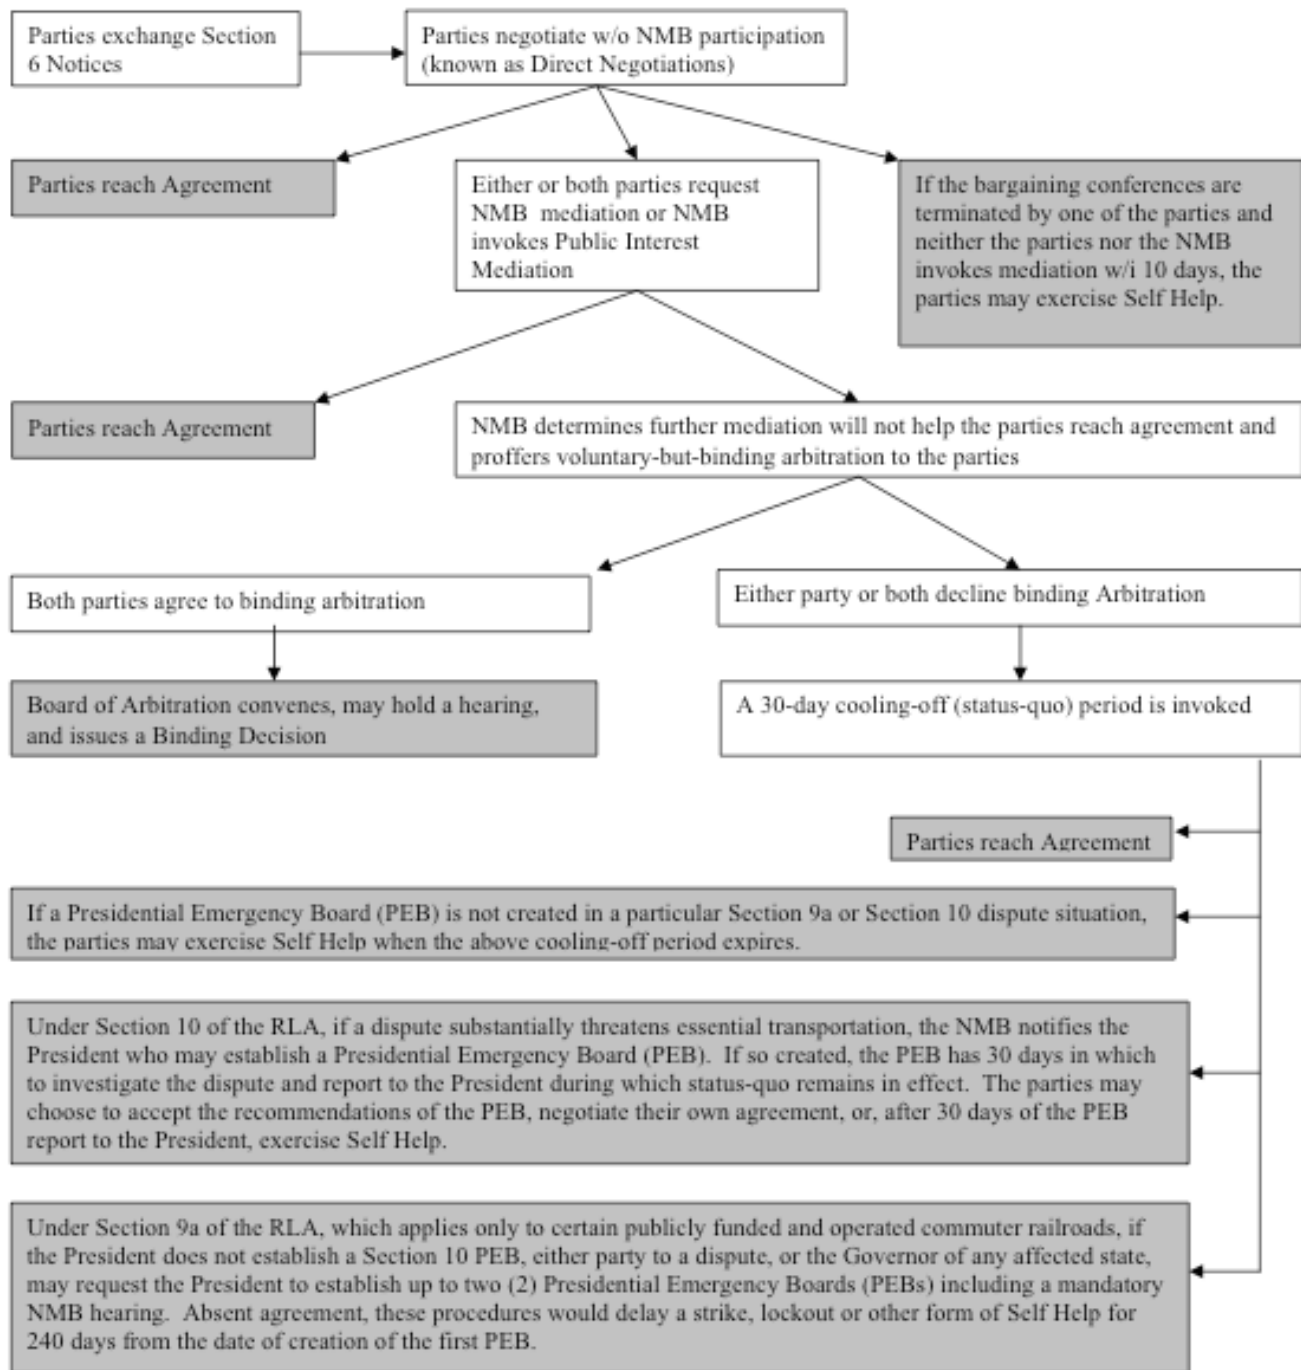 Parties exchange Section
6 Notices
Parties negotiate w/o NMB participation
(known as Direct Negotiations)
Parties reach Agreement
Either or both parties request
NMB  mediation or NMB
invokes Public Interest
Mediation
If the bargaining conferences are
terminated by one of the parties and
neither the parties nor the NMB
invokes mediation w/i 10 days, the
parties may exercise Self Help.
Parties reach Agreement
NMB determines further mediation will not help the parties reach agreement and
proffers voluntary-but-binding arbitration to the parties
Both parties agree to binding arbitration
Either party or both decline binding Arbitration
Board of Arbitration convenes, may hold a hearing,
and issues a Binding Decision
A 30-day cooling-off (status-quo) period is invoked
Parties reach Agreement
If a Presidential Emergency Board (PEB) is not created in a particular Section 9a or Section 10 dispute situation,
the parties may exercise Self Help when the above cooling-off period expires.
Under Section 10 of the RLA, if a dispute substantially threatens essential transportation, the NMB notifies the
President who may establish a Presidential Emergency Board (PEB).  If so created, the PEB has 30 days in which
to investigate the dispute and report to the President during which status-quo remains in effect.  The parties may
choose to accept the recommendations of the PEB, negotiate their own agreement, or, after 30 days of the PEB
report to the President, exercise Self Help.
Under Section 9a of the RLA, which applies only to certain publicly funded and operated commuter railroads, if
the President does not establish a Section 10 PEB, either party to a dispute, or the Governor of any affected state,
may request the President to establish up to two (2) Presidential Emergency Boards (PEBs) including a mandatory
NMB hearing.  Absent agreement, these procedures would delay a strike, lockout or other form of Self Help for
240 days from the date of creation of the first PEB.